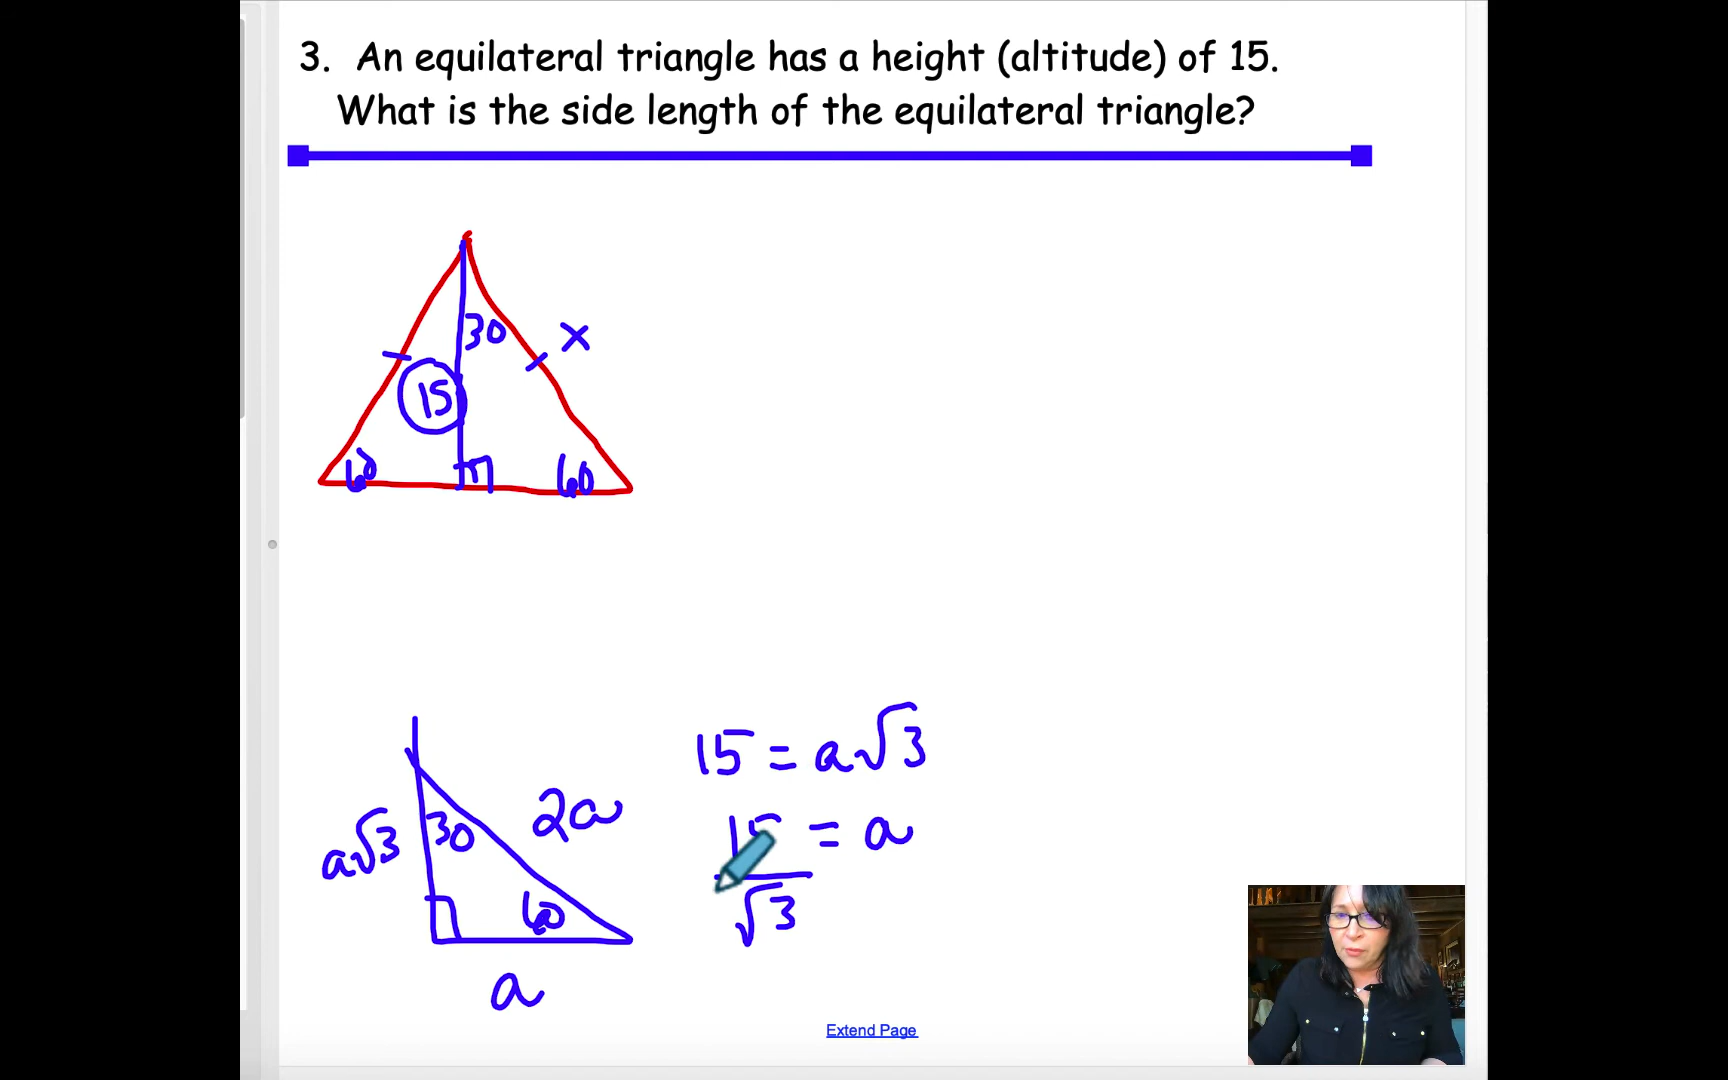 3. An equilateral triangle has a height (altitude) of 15.
What is the side length of the equilateral triangle?
30
x
15
60
60
a√3
30
2a
60
a
15 = a√3
15 = a
√3
Extend Page